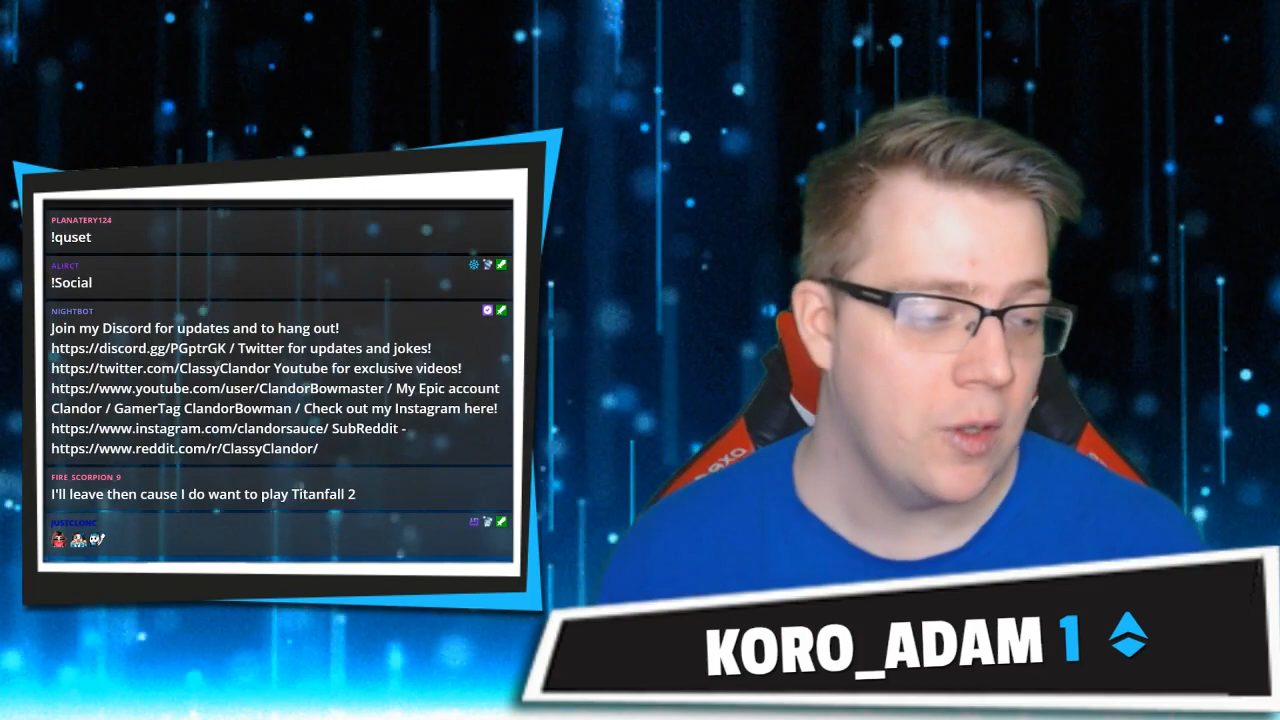 PLANATERY124
!quset
ALIRCT
!Social
NIGHTBOT
Join my Discord for updates and to hang out!
https://discord.gg/PGptrGK / Twitter for updates and jokes!
https://twitter.com/ClassyClandor Youtube for exclusive videos!
https://www.youtube.com/user/ClandorBowmaster / My Epic account
Clandor / GamerTag ClandorBowman / Check out my Instagram here!
https://www.instagram.com/clandorsauce/ SubReddit -
https://www.reddit.com/r/ClassyClandor/
FIRE_SCORPION_9
I'll leave then cause I do want to play Titanfall 2
JUSTCLONC
KORO_ADAM 1